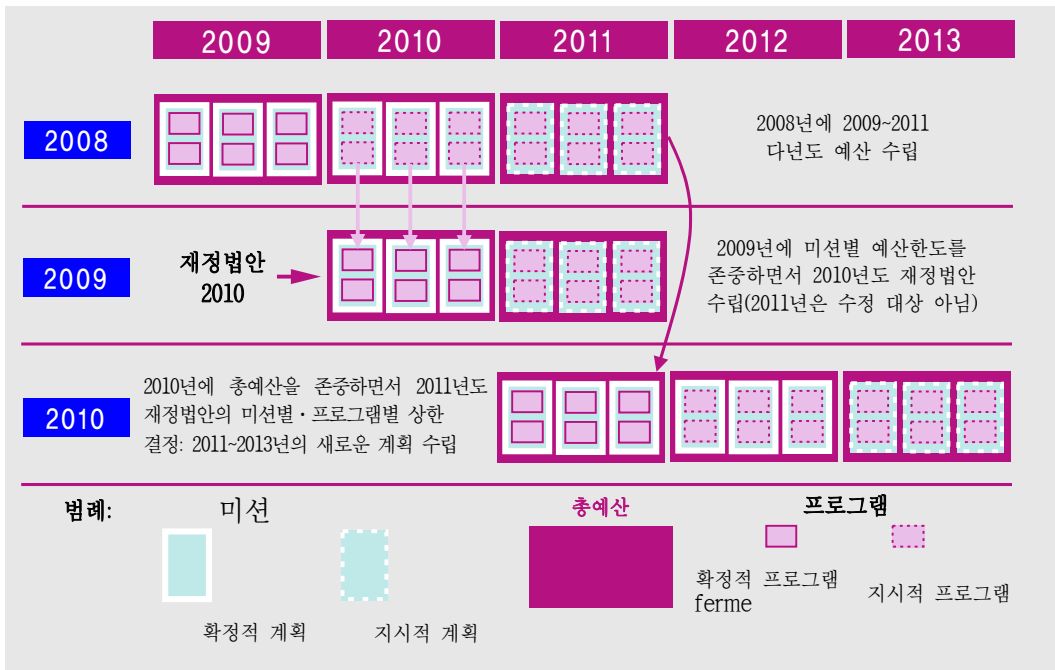 2009 2010 2011 2012 2013
2008
2008년에 2009~2011
다년도 예산 수립
2009
재정법안
2010
2009년에 미션별 예산한도를
존중하면서 2010년도 재정법안
수립(2011년은 수정 대상 아님)
2010
2010년에 총예산을 존중하면서 2011년도
재정법안의 미션별·프로그램별 상한
결정: 2011~2013년의 새로운 계획 수립
범례: 미션 총예산 프로그램
확정적 계획 지시적 계획
확정적 프로그램
ferme
지시적 프로그램